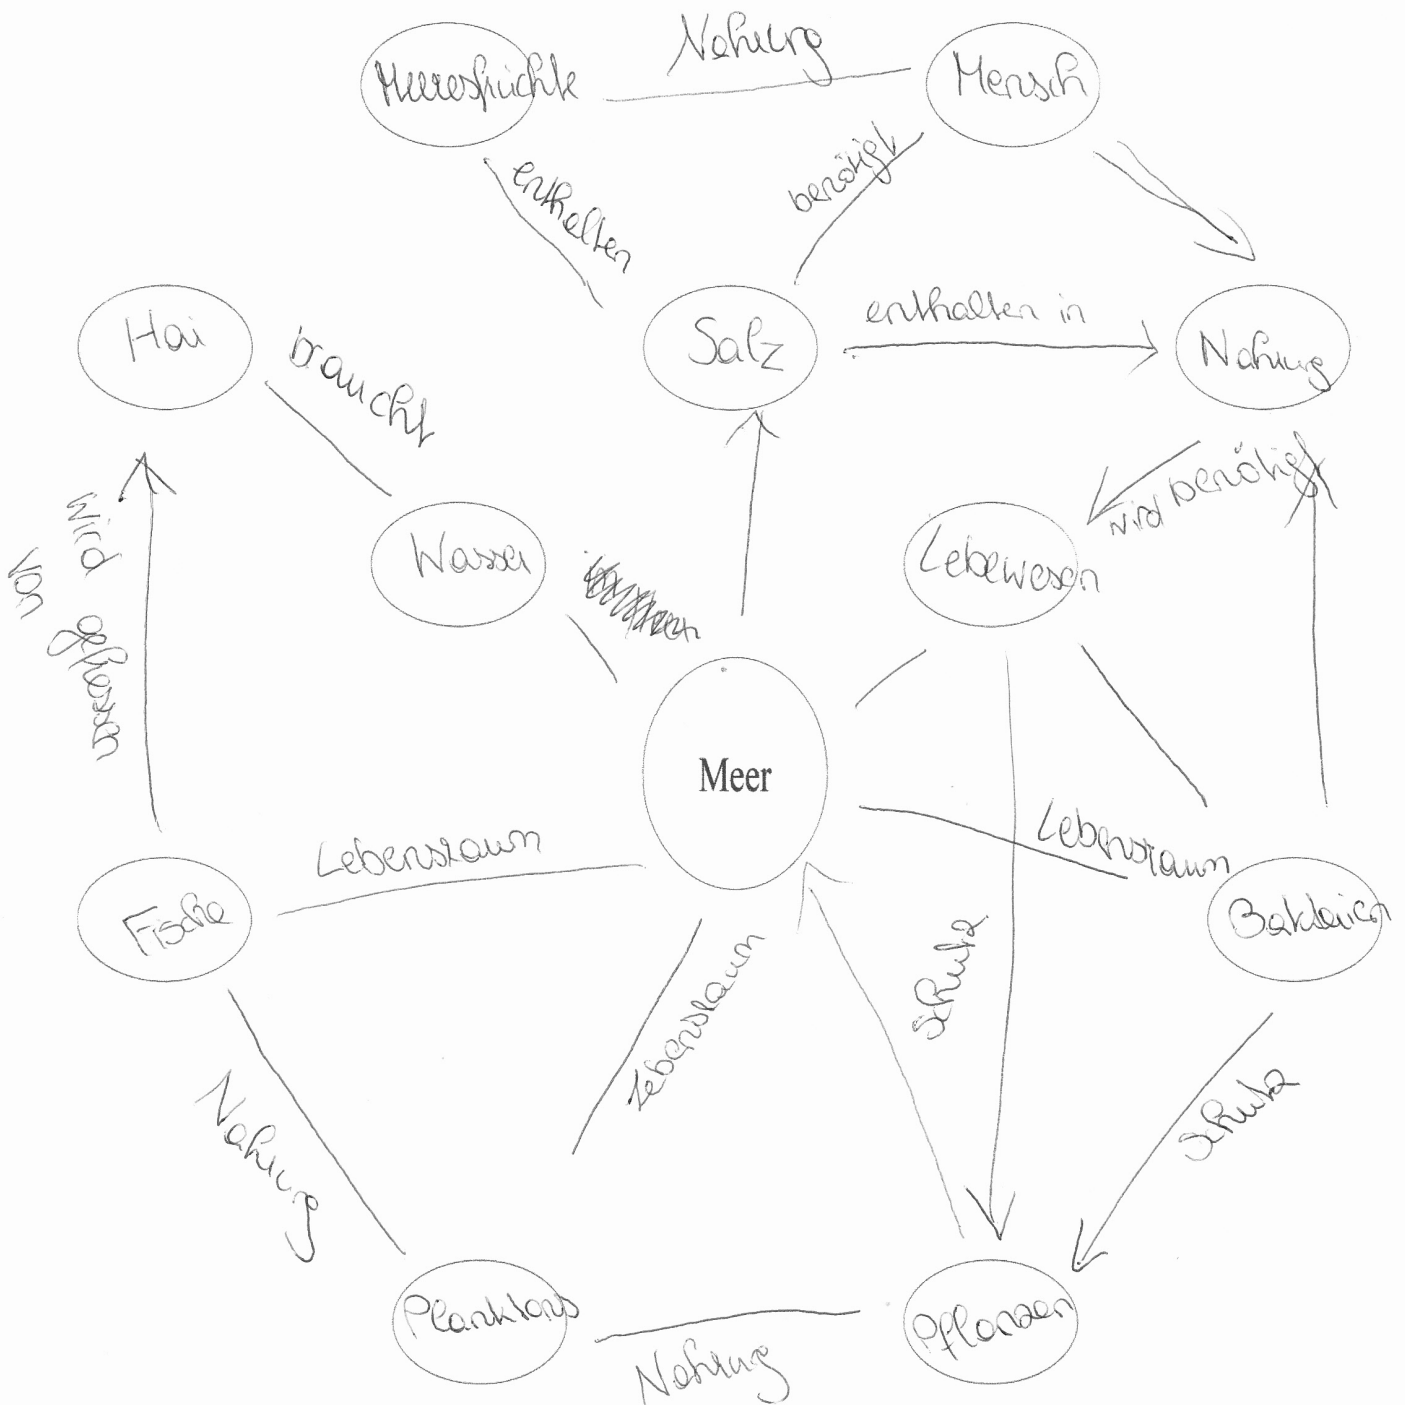 Nahrung
Meeresfrüchte
Mensch
enthalten
benötigt
Hai
braucht
Salz
enthalten in
Nahrung
wird benötigt
Wasser
Lebewesen
wird gefressen
von
Meer
Lebensraum
Lebensraum
Fische
Bakterien
Lebensraum
Schutz
Schutz
Nahrung
Planktons
Pflanzen
Nahrung